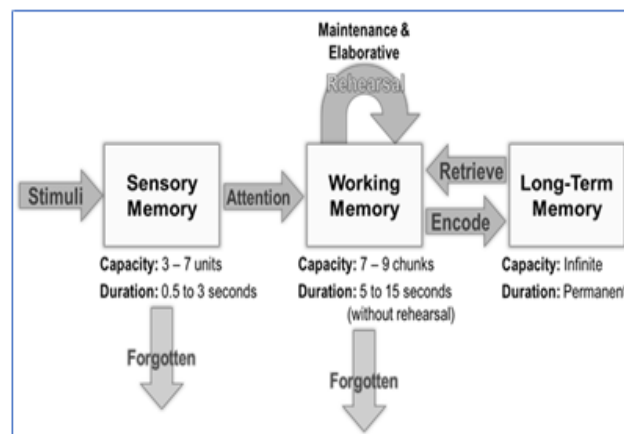 Maintenance &
Elaborative
Rehearsal
Stimuli
Sensory
Memory
Attention
Working
Memory
Retrieve
Encode
Long-Term
Memory
Capacity: 3 – 7 units
Duration: 0.5 to 3 seconds
Capacity: 7 – 9 chunks
Duration: 5 to 15 seconds
(without rehearsal)
Capacity: Infinite
Duration: Permanent
Forgotten
Forgotten